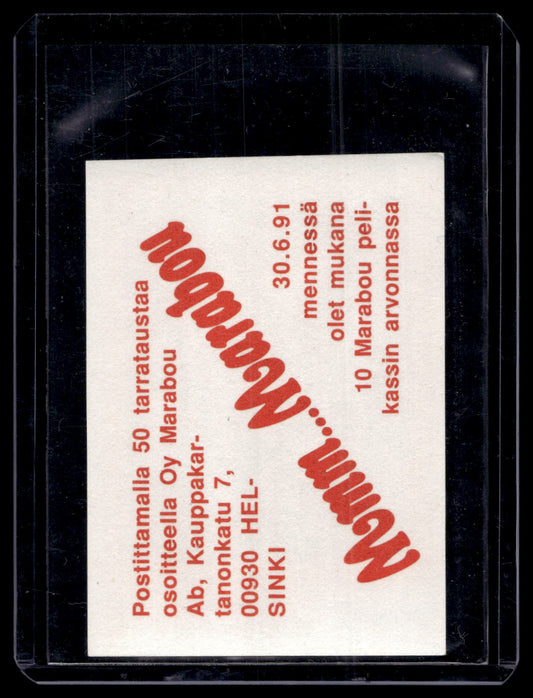 Postittamalla 50 tarrataustaa
osoitteella Oy Marabou
Ab, Kauppakar-
tanonkatu 7,
00930 HEL-
SINKI
Mmm...Marabou
30.6.91
mennessä
olet mukana
10 Marabou peli-
kassin arvonnassa